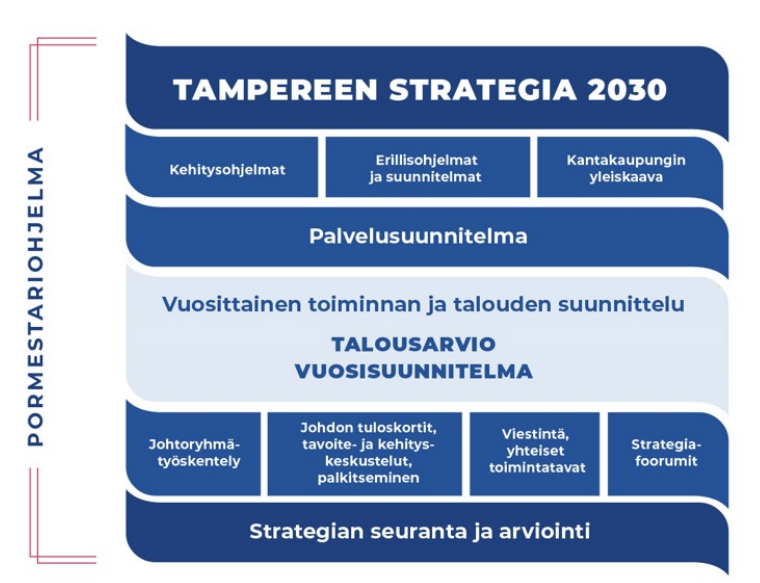 TAMPEREEN STRATEGIA 2030
Kehitysohjelmat
Erillisohjelmat
ja suunnitelmat
Kantakaupungin
yleiskaava
Palvelusuunnitelma
Vuosittainen toiminnan ja talouden suunnittelu
TALOUSARVIO
VUOSISUUNNITELMA
Johtoryhmä-
työskentely
Johdon tuloskortit,
tavoite- ja kehitys-
keskustelut,
palkitseminen
Viestintä,
yhteiset
toimintatavat
Strategia-
foorumit
Strategian seuranta ja arviointi
PORMESTARIOHJELMA